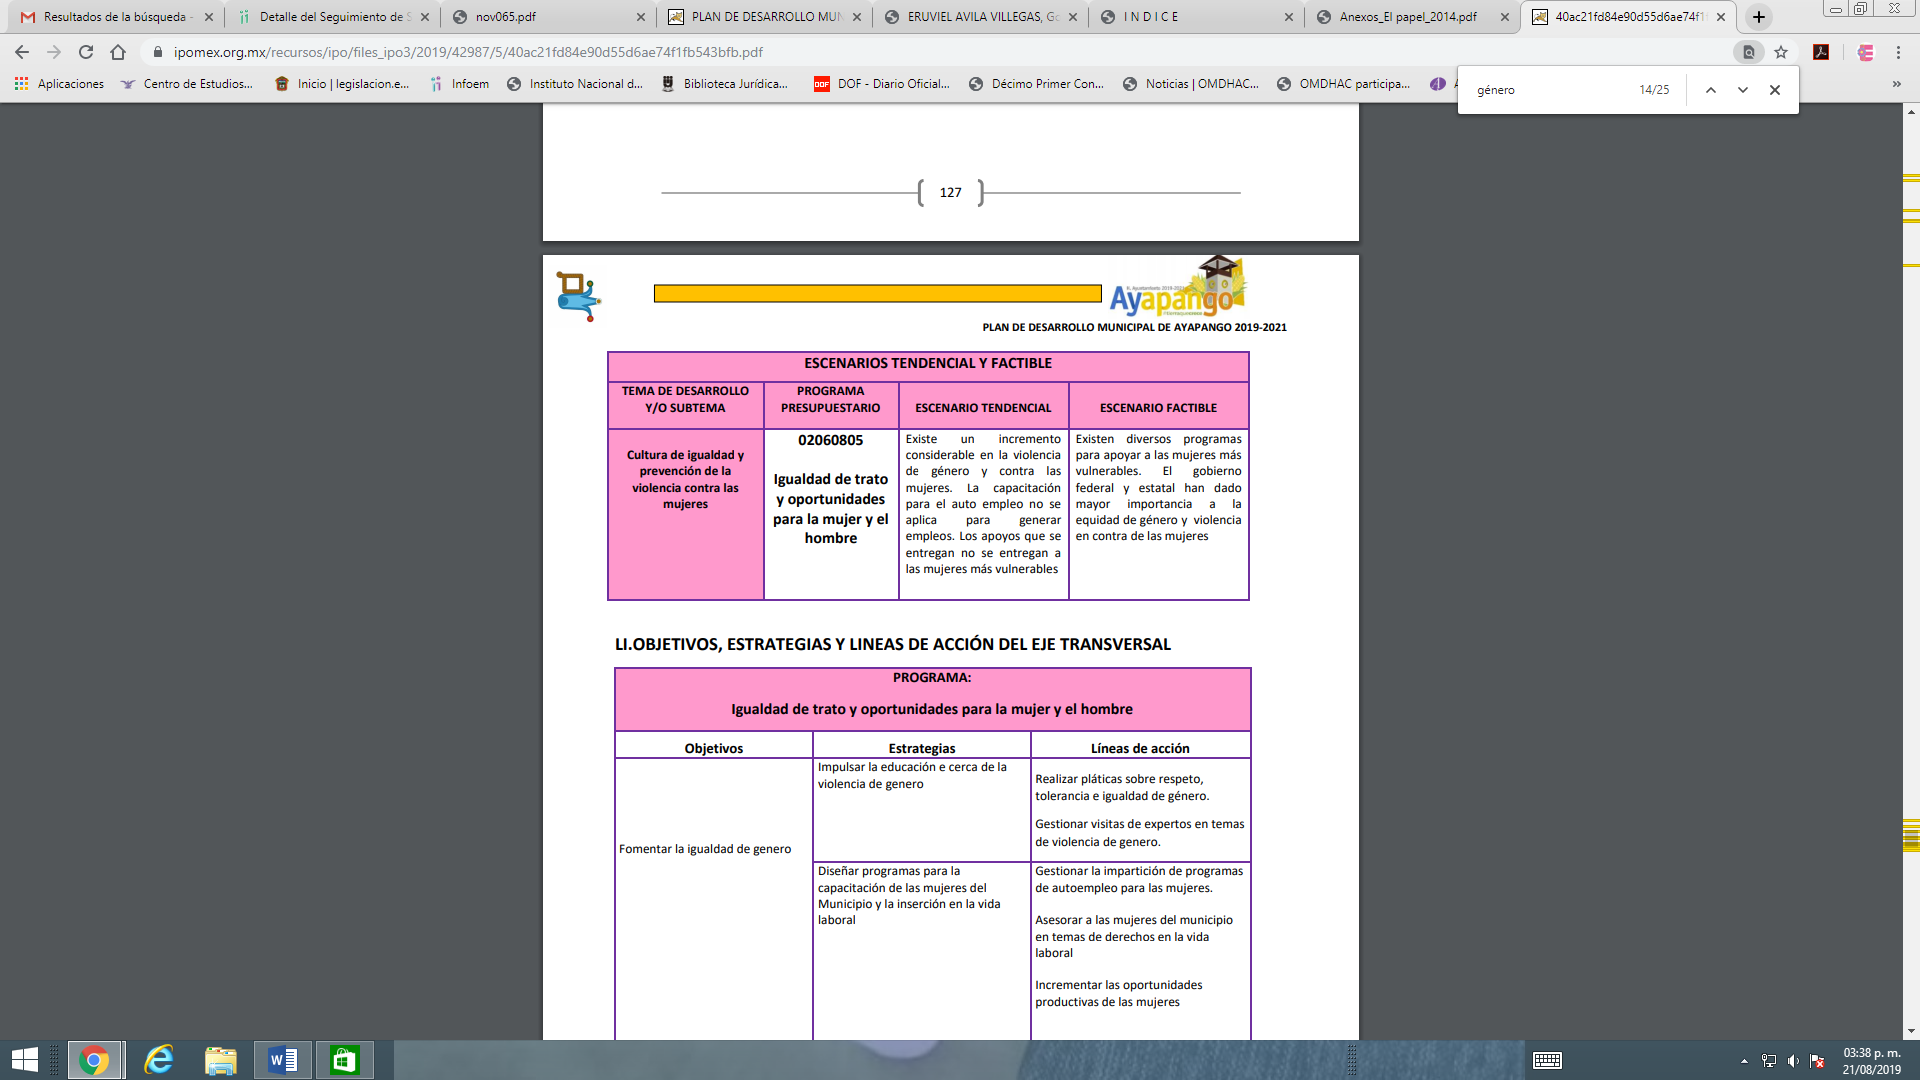 Resultados de la búsqueda -
Detalle del Seguimiento de S
nov065.pdf
PLAN DE DESARROLLO MUN
ERUVIEL AVILA VILLEGAS, Go
I N D I C E
Anexos_El papel_2014.pdf
40ac21fd84e90d55d6ae74f1f
ipomex.org.mx/recursos/ipo/files_ipo3/2019/42987/5/40ac21fd84e90d55d6ae74f1fb543bfb.pdf
Aplicaciones
Centro de Estudios...
Inicio | legislacion.e...
Infoem
Instituto Nacional d...
Biblioteca Jurídica...
DOF - Diario Oficial...
Décimo Primer Con...
Noticias | OMDHAC...
OMDHAC participa...
género
14/25
127
Ayapango
PLAN DE DESARROLLO MUNICIPAL DE AYAPANGO 2019-2021
ESCENARIOS TENDENCIAL Y FACTIBLE
TEMA DE DESARROLLO
Y/O SUBTEMA
PROGRAMA
PRESUPUESTARIO
ESCENARIO TENDENCIAL
ESCENARIO FACTIBLE
Cultura de igualdad y
prevención de la
violencia contra las
mujeres
02060805
Igualdad de trato
y oportunidades
para la mujer y el
hombre
Existe un incremento
considerable en la violencia
de género y contra las
mujeres. La capacitación
para el auto empleo no se
aplica para generar
empleos. Los apoyos que se
entregan no se entregan a
las mujeres más vulnerables
Existen diversos programas
para apoyar a las mujeres más
vulnerables. El gobierno
federal y estatal han dado
mayor importancia a la
equidad de género y violencia
en contra de las mujeres
LI.OBJETIVOS, ESTRATEGIAS Y LINEAS DE ACCIÓN DEL EJE TRANSVERSAL
PROGRAMA:
Igualdad de trato y oportunidades para la mujer y el hombre
Objetivos
Estrategias
Líneas de acción
Fomentar la igualdad de genero
Impulsar la educación e cerca de la
violencia de genero
Realizar pláticas sobre respeto,
tolerancia e igualdad de género.
Gestionar visitas de expertos en temas
de violencia de genero.
Diseñar programas para la
capacitación de las mujeres del
Municipio y la inserción en la vida
laboral
Gestionar la impartición de programas
de autoempleo para las mujeres.
Asesorar a las mujeres del municipio
en temas de derechos en la vida
laboral
Incrementar las oportunidades
productivas de las mujeres
03:38 p. m.
21/08/2019